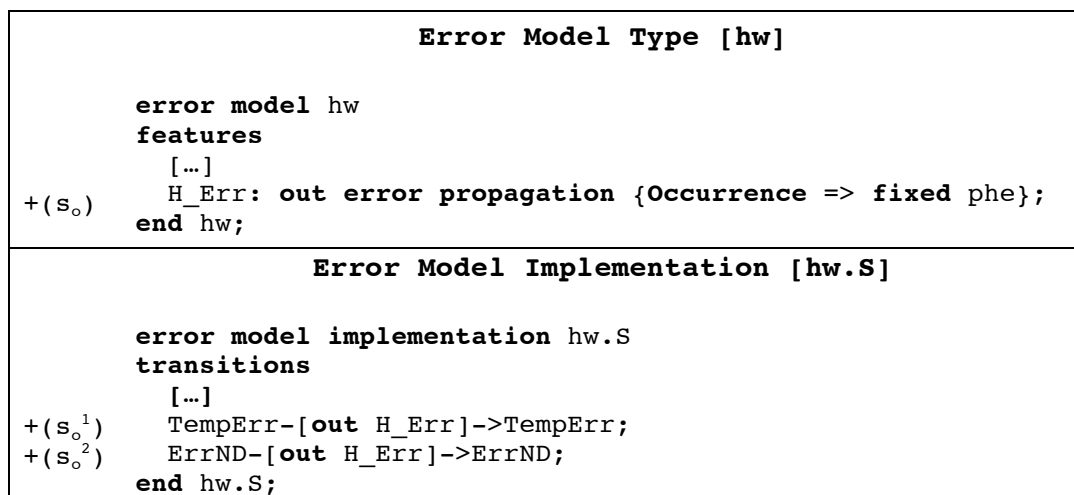 Error Model Type [hw]
error model hw
features
[…]
+(sₒ) H_Err: out error propagation {Occurrence => fixed phe};
end hw;
Error Model Implementation [hw.S]
error model implementation hw.S
transitions
[…]
+(sₒ¹) TempErr-[out H_Err]->TempErr;
+(sₒ²) ErrND-[out H_Err]->ErrND;
end hw.S;